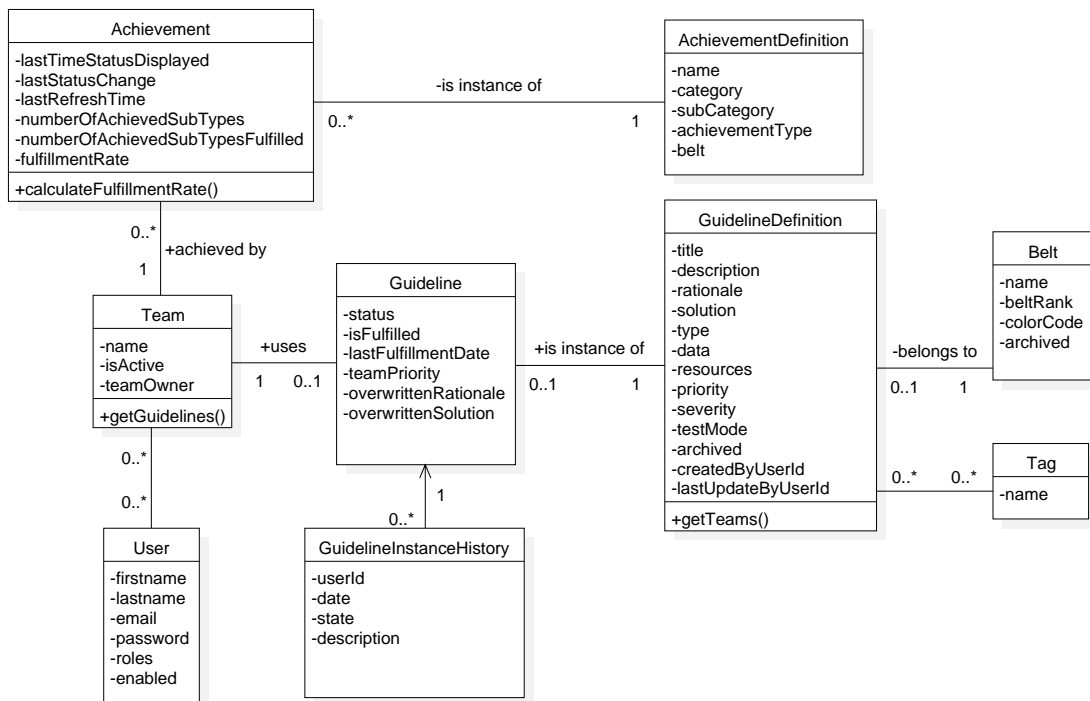 Achievement
-lastTimeStatusDisplayed
-lastStatusChange
-lastRefreshTime
-numberOfAchievedSubTypes
-numberOfAchievedSubTypesFulfilled
-fulfillmentRate
+calculateFulfillmentRate()
-is instance of
0..*
1
AchievementDefinition
-name
-category
-subCategory
-achievementType
-belt
0..*
+achieved by
1
Team
-name
-isActive
-teamOwner
+getGuidelines()
+uses
1
0..1
Guideline
-status
-isFulfilled
-lastFulfillmentDate
-teamPriority
-overwrittenRationale
-overwrittenSolution
+is instance of
0..1
1
GuidelineDefinition
-title
-description
-rationale
-solution
-type
-data
-resources
-priority
-severity
-testMode
-archived
-createdByUserId
-lastUpdateByUserId
+getTeams()
-belongs to
0..1
1
Belt
-name
-beltRank
-colorCode
-archived
0..*
0..*
Tag
-name
0..*
0..*
User
-firstname
-lastname
-email
-password
-roles
-enabled
1
0..*
GuidelineInstanceHistory
-userId
-date
-state
-description